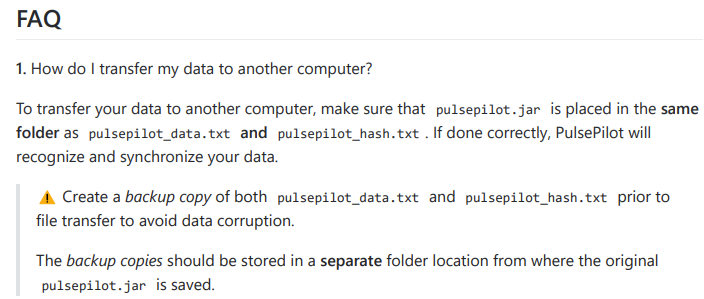 FAQ
1. How do I transfer my data to another computer?
To transfer your data to another computer, make sure that pulsepilot.jar is placed in the same
folder as pulsepilot_data.txt and pulsepilot_hash.txt . If done correctly, PulsePilot will
recognize and synchronize your data.
⚠️ Create a backup copy of both pulsepilot_data.txt and pulsepilot_hash.txt prior to
file transfer to avoid data corruption.
The backup copies should be stored in a separate folder location from where the original
pulsepilot.jar is saved.